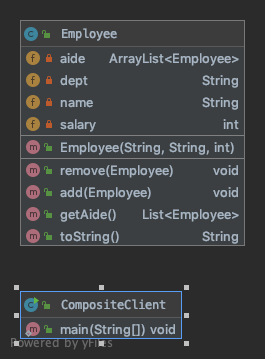 Employee
aide ArrayList<Employee>
dept String
name String
salary int
Employee(String, String, int)
remove(Employee) void
add(Employee) void
getAide() List<Employee>
toString() String
CompositeClient
main(String[]) void
Powered by yFiles